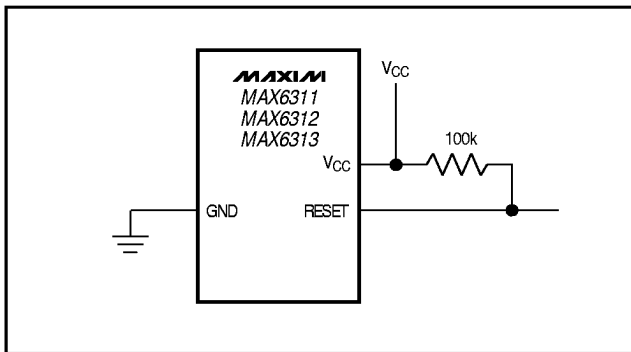 MAXIM
MAX6311
MAX6312
MAX6313
VCC
VCC
100k
GND
RESET